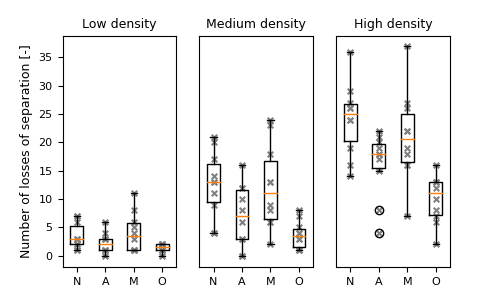 Low density Medium density High density
Number of losses of separation [-]
35
30
25
20
15
10
5
0
N A M O N A M O N A M O